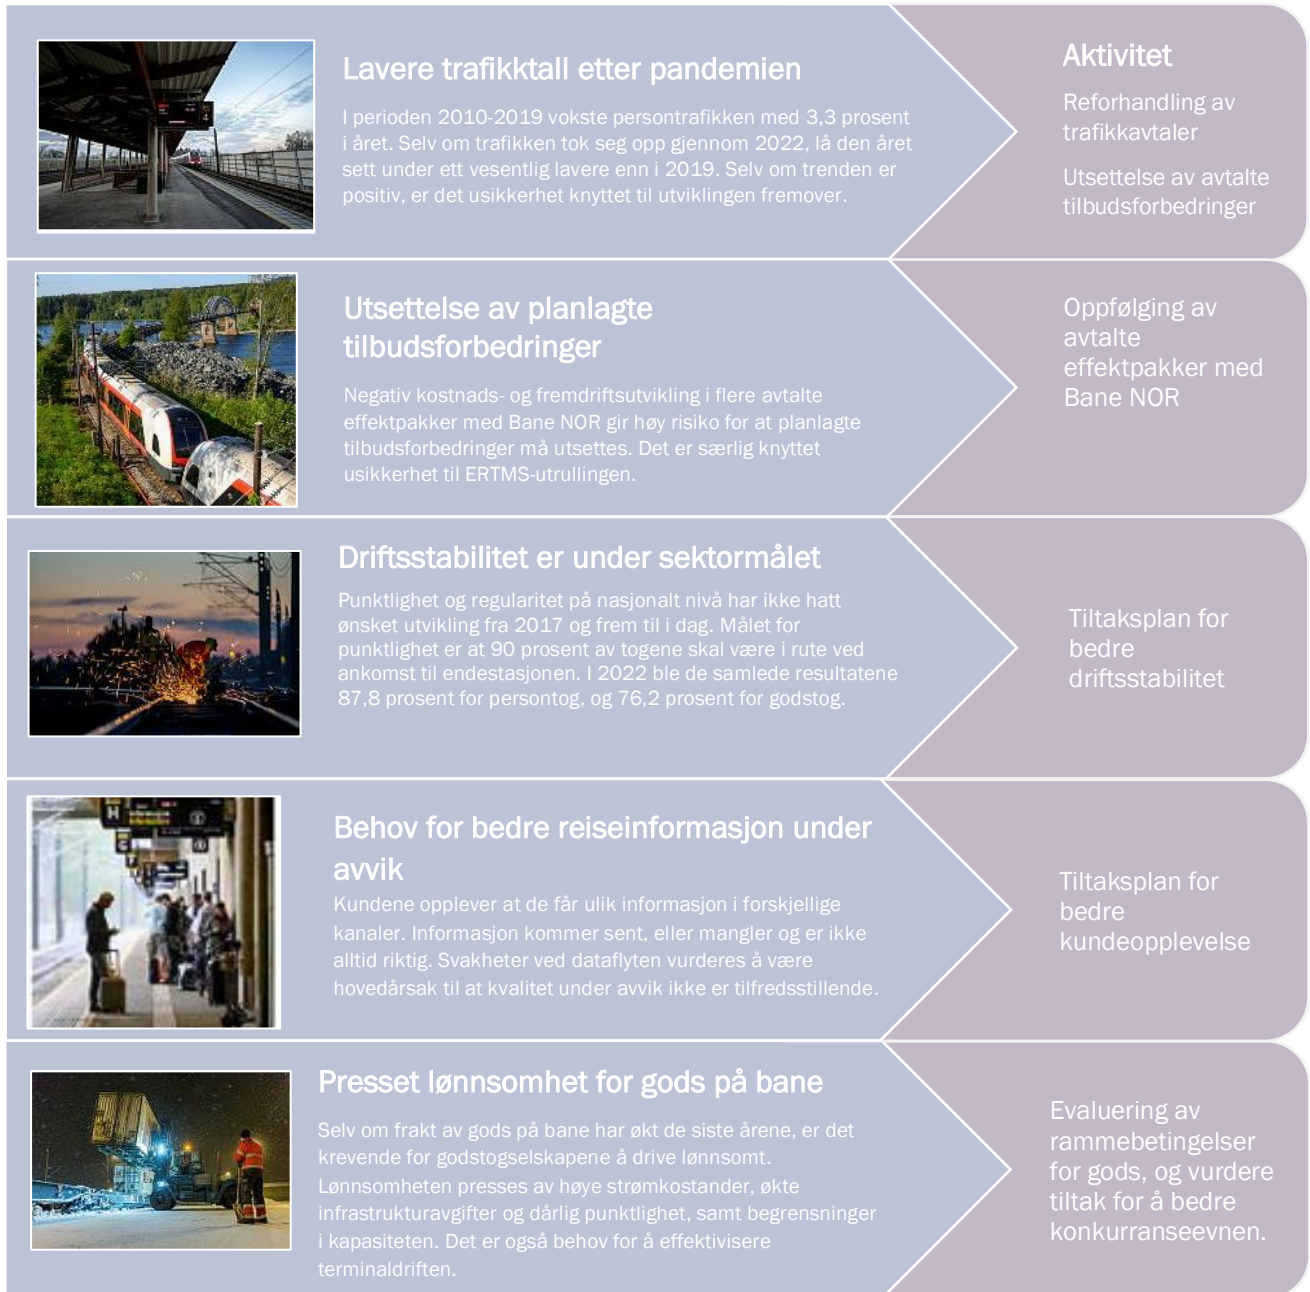 Lavere trafikktall etter pandemien
I perioden 2010-2019 vokste persontrafikken med 3,3 prosent
i året. Selv om trafikken tok seg opp gjennom 2022, lå den året
sett under ett vesentlig lavere enn i 2019. Selv om trenden er
positiv, er det usikkerhet knyttet til utviklingen fremover.
Aktivitet
Reforhandling av
trafikkavtaler
Utsettelse av avtalte
tilbudsforbedringer
Utsettelse av planlagte
tilbudsforbedringer
Negativ kostnads- og fremdriftsutvikling i flere avtalte
effektpakker med Bane NOR gir høy risiko for at planlagte
tilbudsforbedringer må utsettes. Det er særlig knyttet
usikkerhet til ERTMS-utrullingen.
Oppfølging av
avtalte
effektpakker med
Bane NOR
Driftsstabilitet er under sektormålet
Punktlighet og regularitet på nasjonalt nivå har ikke hatt
ønsket utvikling fra 2017 og frem til i dag. Målet for
punktlighet er at 90 prosent av togene skal være i rute ved
ankomst til endestasjonen. I 2022 ble de samlede resultatene
87,8 prosent for persontog, og 76,2 prosent for godstog.
Tiltaksplan for
bedre
driftsstabilitet
Behov for bedre reiseinformasjon under
avvik
Kundene opplever at de får ulik informasjon i forskjellige
kanaler. Informasjon kommer sent, eller mangler og er ikke
alltid riktig. Svakheter ved dataflyten vurderes å være
hovedårsak til at kvalitet under avvik ikke er tilfredsstillende.
Tiltaksplan for
bedre
kundeopplevelse
Presset lønnsomhet for gods på bane
Selv om frakt av gods på bane har økt de siste årene, er det
krevende for godstogselskapene å drive lønnsomt.
Lønnsomheten presses av høye strømkostander, økte
infrastrukturavgifter og dårlig punktlighet, samt begrensninger
i kapasiteten. Det er også behov for å effektivisere
terminaldriften.
Evaluering av
rammebetingelser
for gods, og vurdere
tiltak for å bedre
konkurranseevnen.